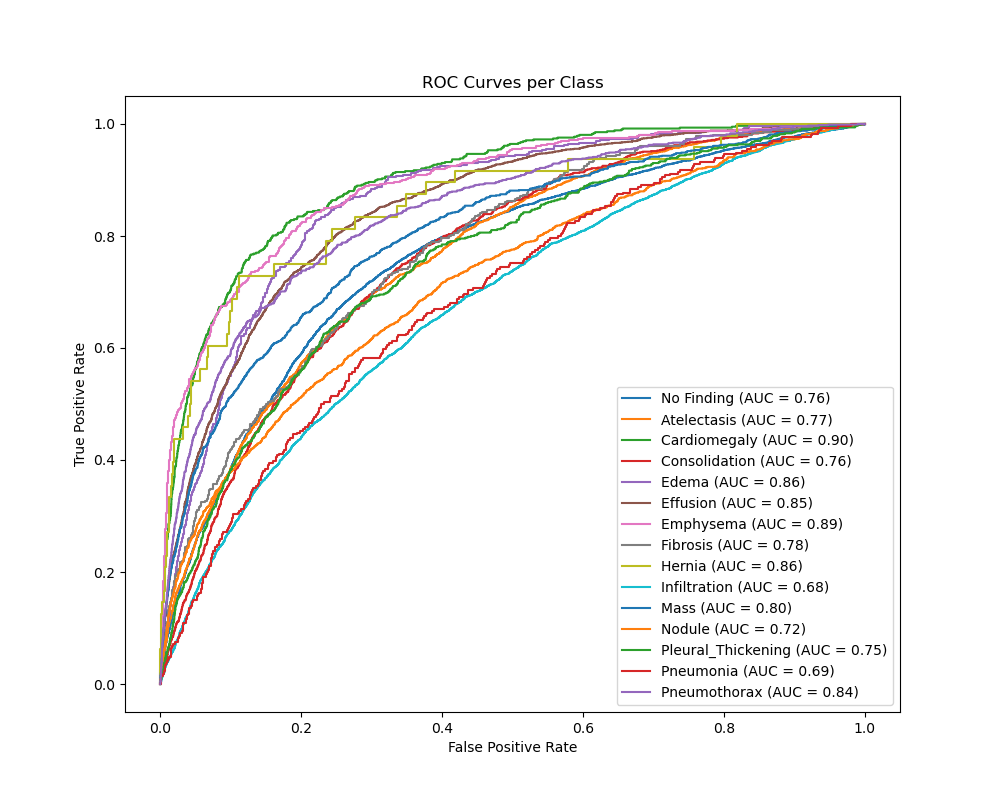 ROC Curves per Class
True Positive Rate
1.0
0.8
0.6
0.4
0.2
0.0
No Finding (AUC = 0.76)
Atelectasis (AUC = 0.77)
Cardiomegaly (AUC = 0.90)
Consolidation (AUC = 0.76)
Edema (AUC = 0.86)
Effusion (AUC = 0.85)
Emphysema (AUC = 0.89)
Fibrosis (AUC = 0.78)
Hernia (AUC = 0.86)
Infiltration (AUC = 0.68)
Mass (AUC = 0.80)
Nodule (AUC = 0.72)
Pleural_Thickening (AUC = 0.75)
Pneumonia (AUC = 0.69)
Pneumothorax (AUC = 0.84)
0.0 0.2 0.4 0.6 0.8 1.0
False Positive Rate